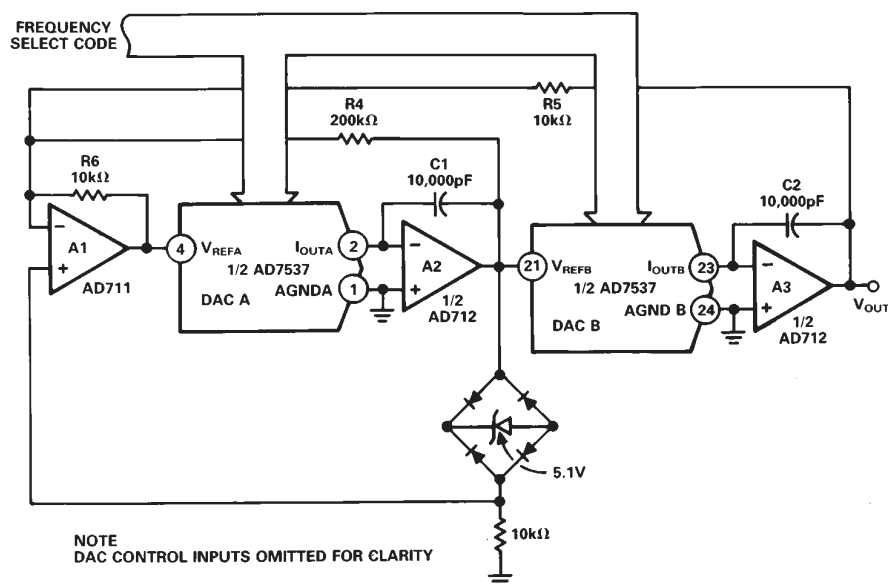 FREQUENCY
SELECT CODE
R4
200kΩ
R5
10kΩ
R6
10kΩ
C1
10,000pF
C2
10,000pF
−
A1
+
AD711
4
VREFA
IOUTA
2
1/2 AD7537
AGNDA
1
DAC A
−
A2
+
1/2
AD712
21
VREFB
IOUTB
23
1/2 AD7537
AGND B
24
DAC B
−
A3
+
1/2
AD712
VOUT
5.1V
10kΩ
NOTE
DAC CONTROL INPUTS OMITTED FOR CLARITY